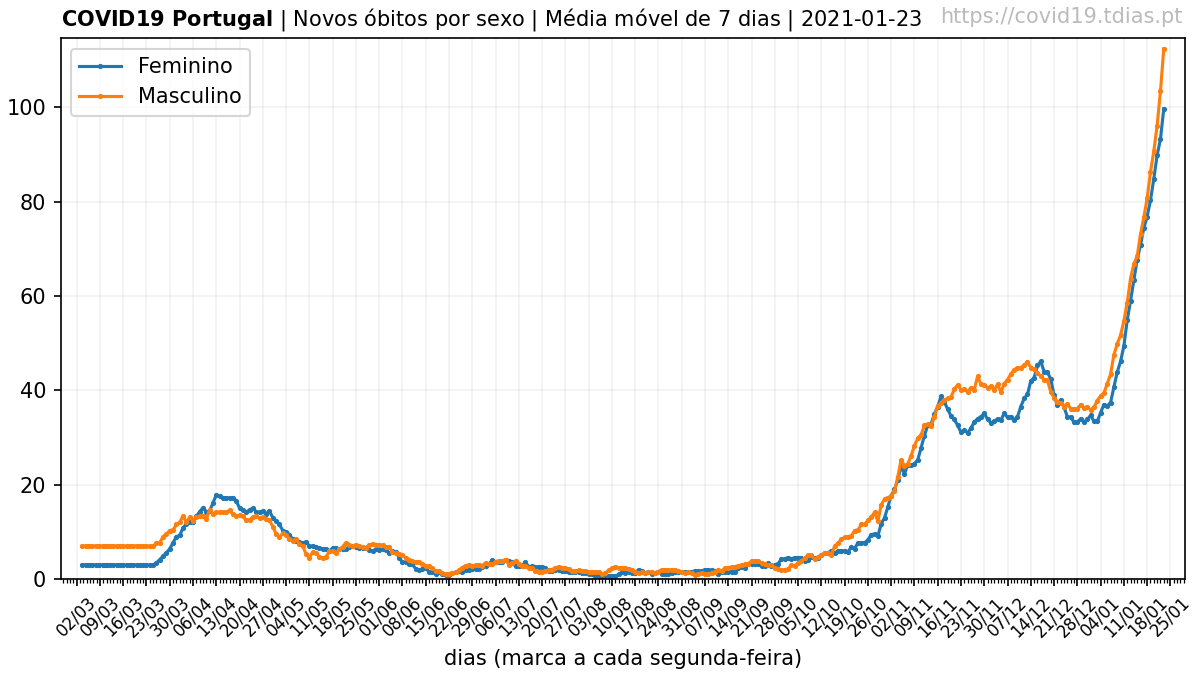 COVID19 Portugal | Novos óbitos por sexo | Média móvel de 7 dias | 2021-01-23
https://covid19.tdias.pt
Feminino
Masculino
100
80
60
40
20
0
02/03 09/03 16/03 23/03 30/03 06/04 13/04 20/04 27/04 04/05 11/05 18/05 25/05 01/06 08/06 15/06 22/06 29/06 06/07 13/07 20/07 27/07 03/08 10/08 17/08 24/08 31/08 07/09 14/09 21/09 28/09 05/10 12/10 19/10 26/10 02/11 09/11 16/11 23/11 30/11 07/12 14/12 21/12 28/12 04/01 11/01 18/01 25/01
dias (marca a cada segunda-feira)